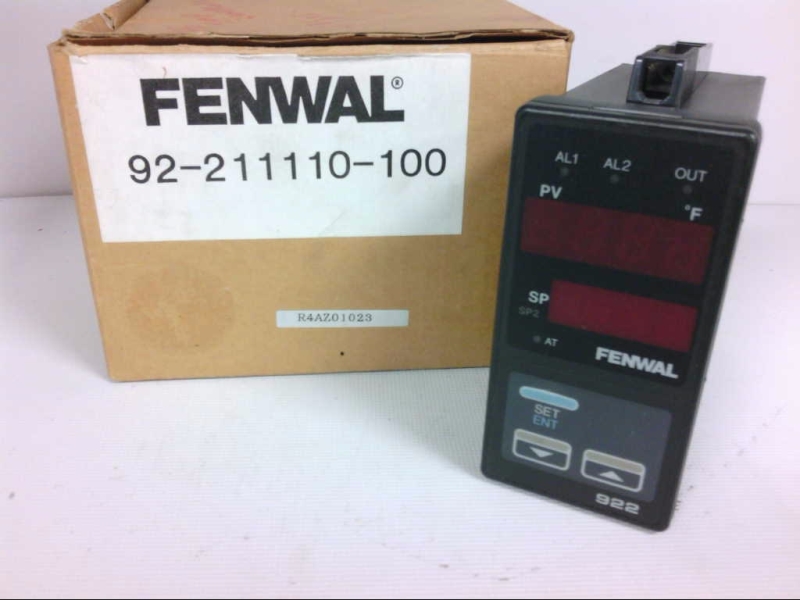 FENWAL®
92-211110-100
R4AZ01023
AL1 AL2 OUT
PV °F
SP
SP2
AT
FENWAL
SET
ENT
922